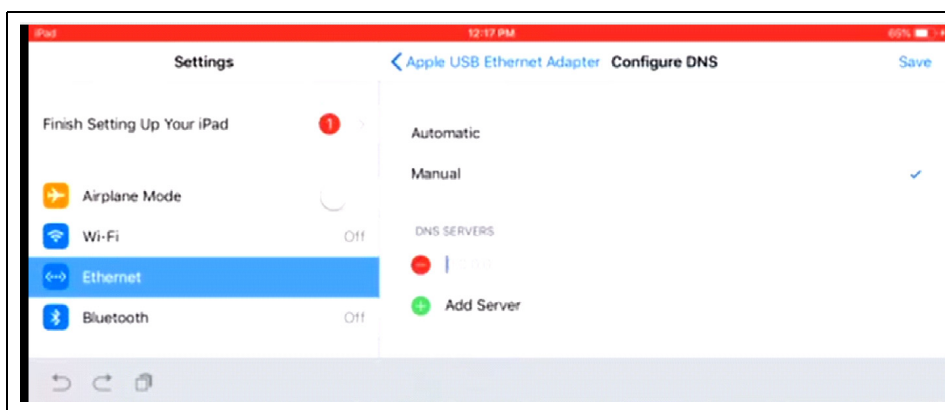 iPad 12:17 PM 65%
Settings
Apple USB Ethernet Adapter Configure DNS Save
Finish Setting Up Your iPad 1
Automatic
Manual
Airplane Mode
Wi-Fi Off
DNS SERVERS
Ethernet
Add Server
Bluetooth Off